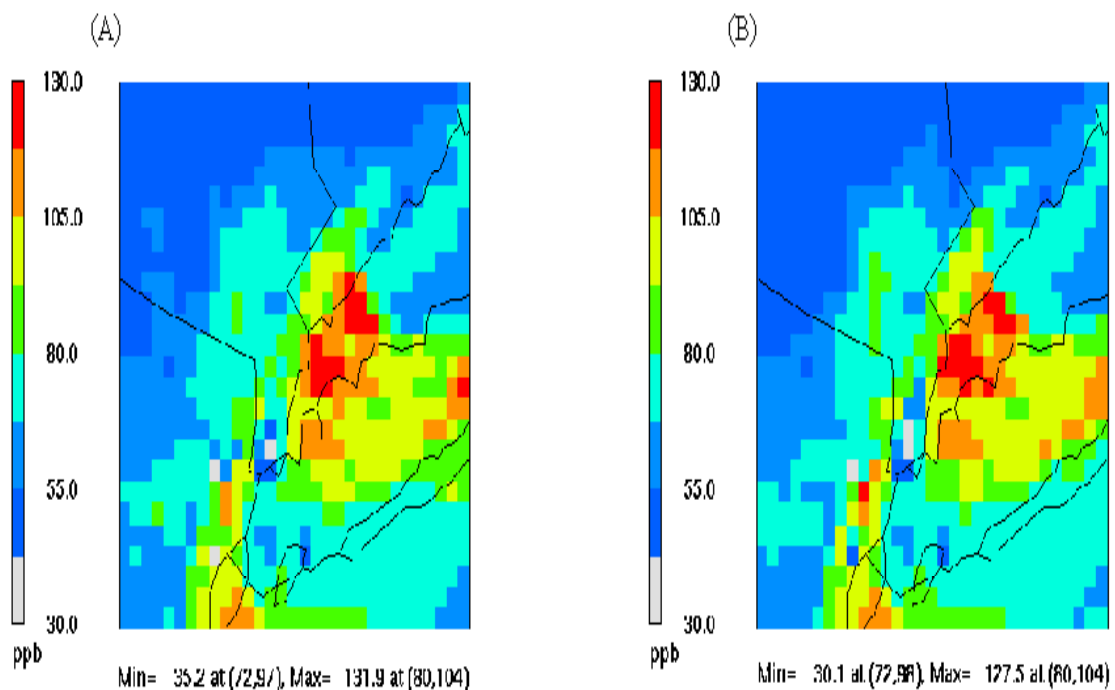 (A)
130.0
105.0
80.0
55.0
30.0
ppb
Min= 35.2 at (72,97), Max= 131.9 at (80,104)
(B)
130.0
105.0
80.0
55.0
30.0
ppb
Min= 30.1 at (72,98), Max= 127.5 at (80,104)